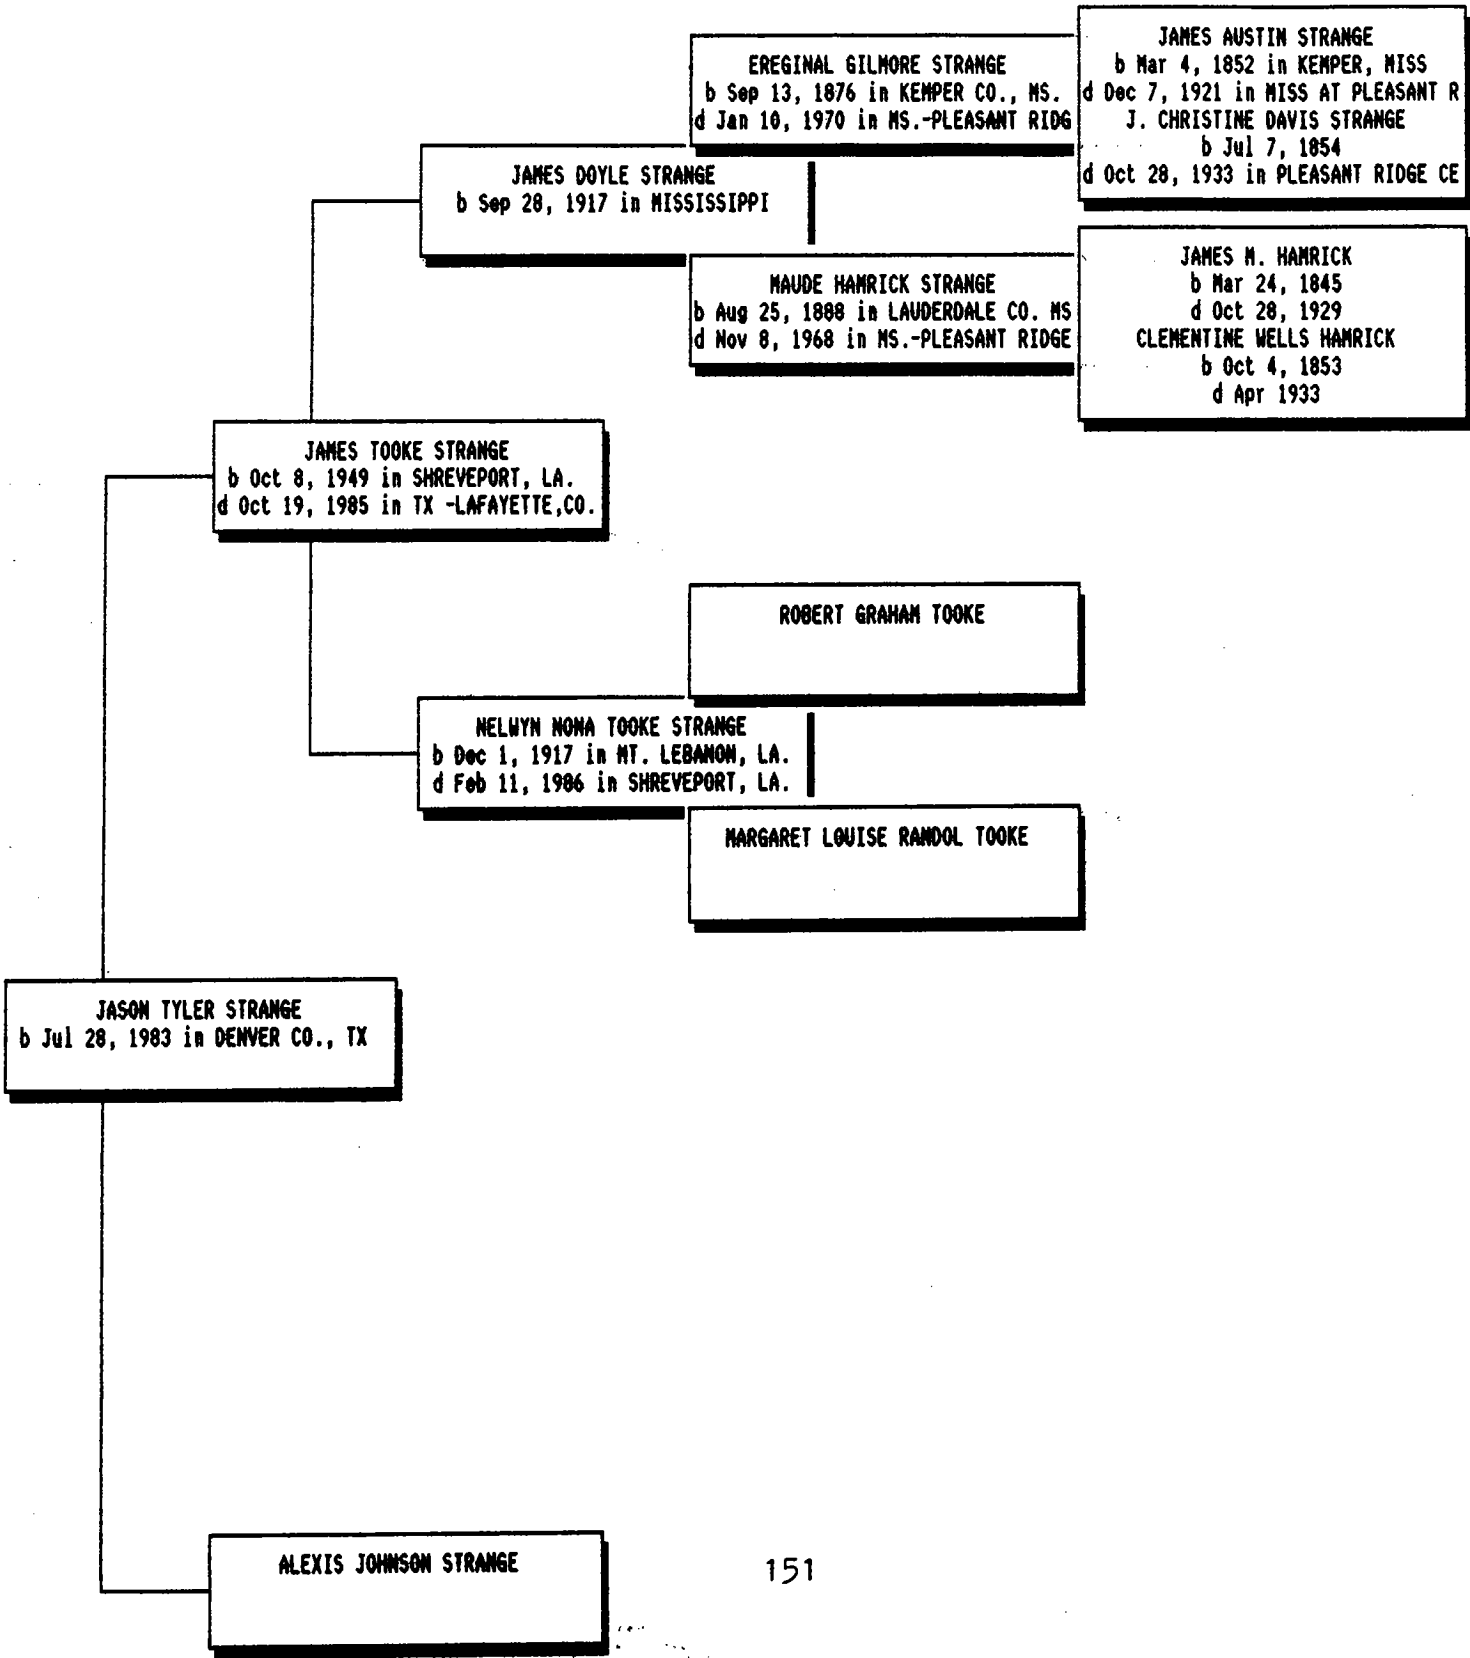 EREGINAL GILMORE STRANGE
b Sep 13, 1876 in KEMPER CO., MS.
d Jan 10, 1970 in MS.-PLEASANT RIDG
JAMES AUSTIN STRANGE
b Mar 4, 1852 in KEMPER, MISS
d Dec 7, 1921 in MISS AT PLEASANT R
J. CHRISTINE DAVIS STRANGE
b Jul 7, 1854
d Oct 28, 1933 in PLEASANT RIDGE CE
JAMES DOYLE STRANGE
b Sep 28, 1917 in MISSISSIPPI
MAUDE HAMRICK STRANGE
b Aug 25, 1888 in LAUDERDALE CO. MS
d Nov 8, 1968 in MS.-PLEASANT RIDGE
JAMES M. HAMRICK
b Mar 24, 1845
d Oct 28, 1929
CLEMENTINE WELLS HAMRICK
b Oct 4, 1853
d Apr 1933
JAMES TOOKE STRANGE
b Oct 8, 1949 in SHREVEPORT, LA.
d Oct 19, 1985 in TX -LAFAYETTE,CO.
ROBERT GRAHAM TOOKE
NELWYN NONA TOOKE STRANGE
b Dec 1, 1917 in MT. LEBANON, LA.
d Feb 11, 1986 in SHREVEPORT, LA.
MARGARET LOUISE RANDOL TOOKE
JASON TYLER STRANGE
b Jul 28, 1983 in DENVER CO., TX
ALEXIS JOHNSON STRANGE
151